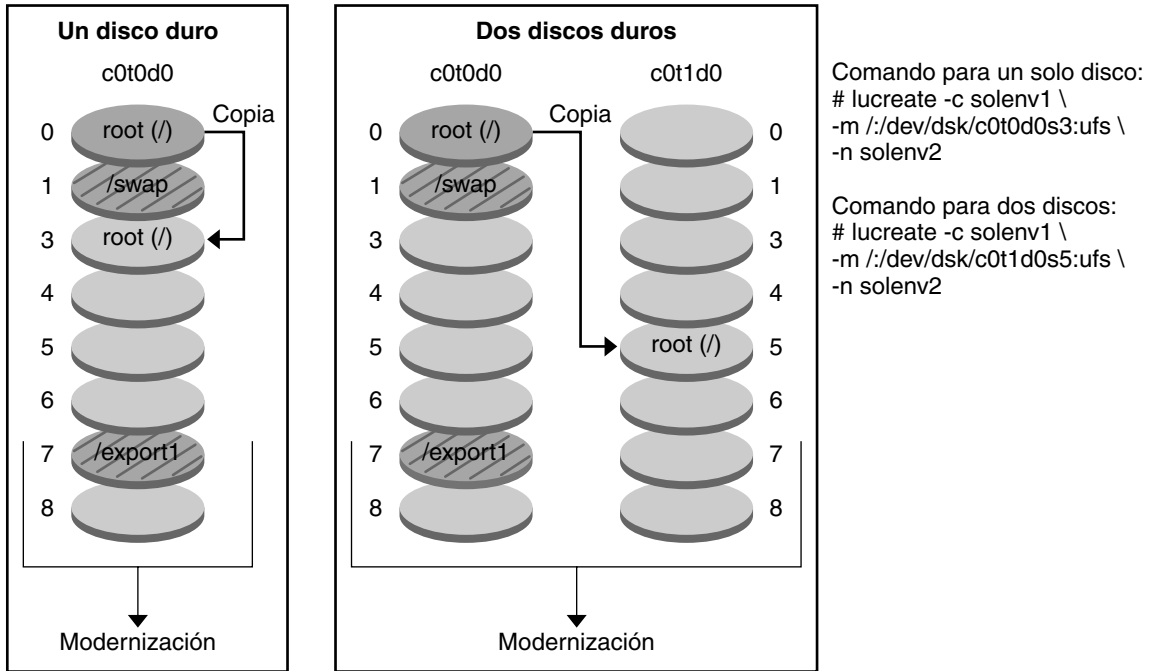 Un disco duro
c0t0d0
Copia
0 root (/)
1 /swap
3 root (/)
4
5
6
7 /export1
8
Modernización
Dos discos duros
c0t0d0 c0t1d0
Copia
0 root (/) 0
1 /swap 1
3 3
4 4
5 root (/) 5
6 6
7 /export1 7
8 8
Modernización
Comando para un solo disco:
# lucreate -c solenv1 \
-m /:/dev/dsk/c0t0d0s3:ufs \
-n solenv2
Comando para dos discos:
# lucreate -c solenv1 \
-m /:/dev/dsk/c0t1d0s5:ufs \
-n solenv2